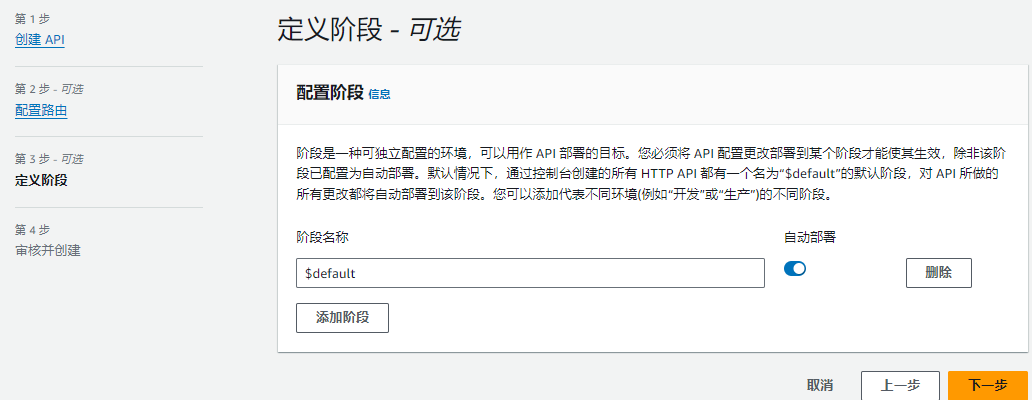 第 1 步
创建 API
第 2 步 - 可选
配置路由
第 3 步 - 可选
定义阶段
第 4 步
审核并创建
定义阶段 - 可选
配置阶段 信息
阶段是一种可独立配置的环境，可以用作 API 部署的目标。您必须将 API 配置更改部署到某个阶段才能使其生效，除非该阶
段已配置为自动部署。默认情况下，通过控制台创建的所有 HTTP API 都有一个名为“$default”的默认阶段，对 API 所做的
所有更改都将自动部署到该阶段。您可以添加代表不同环境(例如“开发”或“生产”)的不同阶段。
阶段名称
自动部署
$default
删除
添加阶段
取消
上一步
下一步